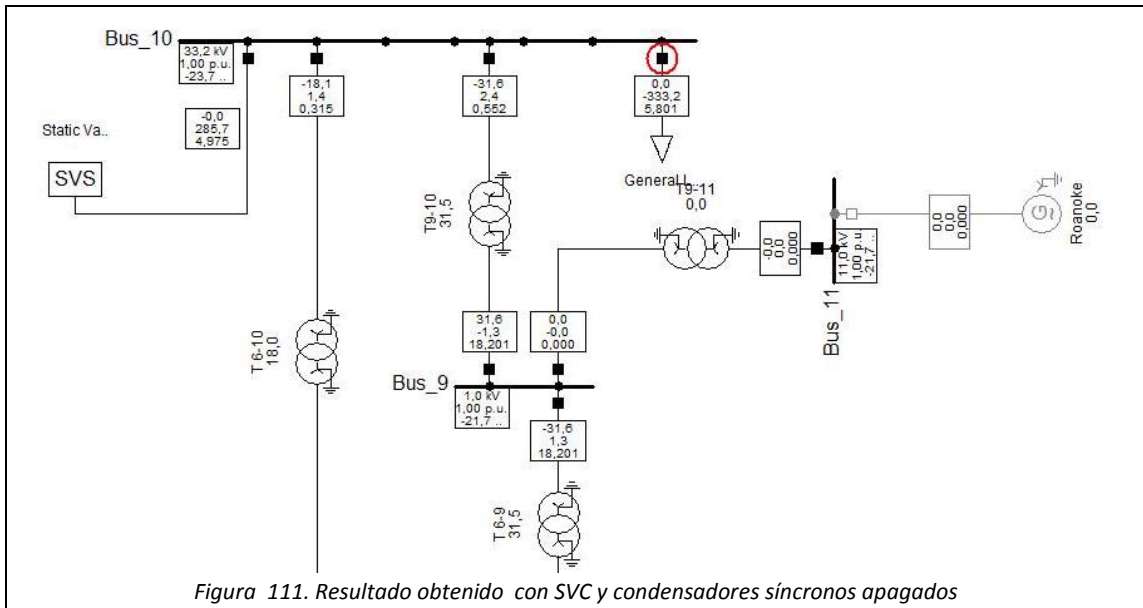 Bus_10
33,2 kV
1,00 p.u.
-23,7 ..
-18,1
1,4
0,315
-31,6
2,4
0,552
0,0
-333,2
5,801
Static Va..
-0,0
285,7
4,975
SVS
General L..
T9-11
0,0
T9-10
31,5
-0,0
0,0
0,000
11,0 kV
1,00 p.u.
-21,7 ..
Bus_11
0,0
0,0
0,000
G
Roanoke
0,0
T 6-10
18,0
31,6
-1,3
18,201
0,0
-0,0
0,000
Bus_9
1,0 kV
1,00 p.u.
-21,7 ..
-31,6
1,3
18,201
T 6-9
31,5
Figura 111. Resultado obtenido con SVC y condensadores síncronos apagados